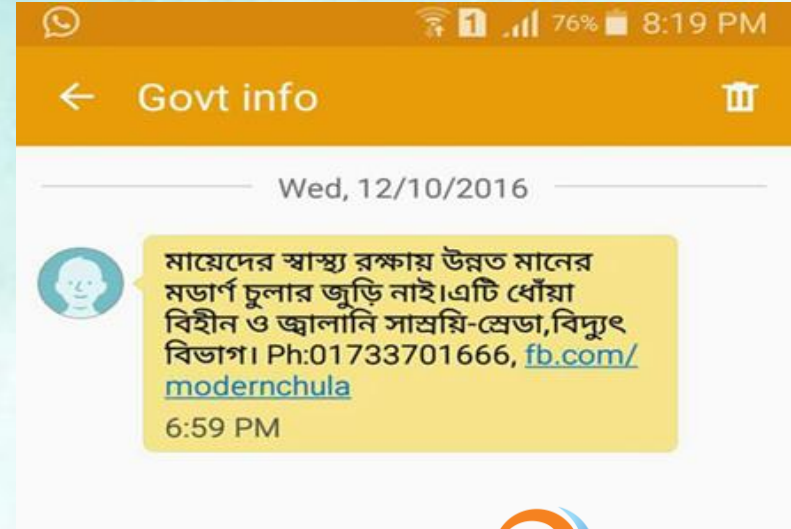 76% 8:19 PM
Govt info
Wed, 12/10/2016
মায়েদের স্বাস্থ্য রক্ষায় উন্নত মানের
মডার্ণ চুলার জুড়ি নাই।এটি ধোঁয়া
বিহীন ও জ্বালানি সাস্রয়ি-স্রেডা,বিদ্যুৎ
বিভাগ। Ph:01733701666, fb.com/
modernchula
6:59 PM